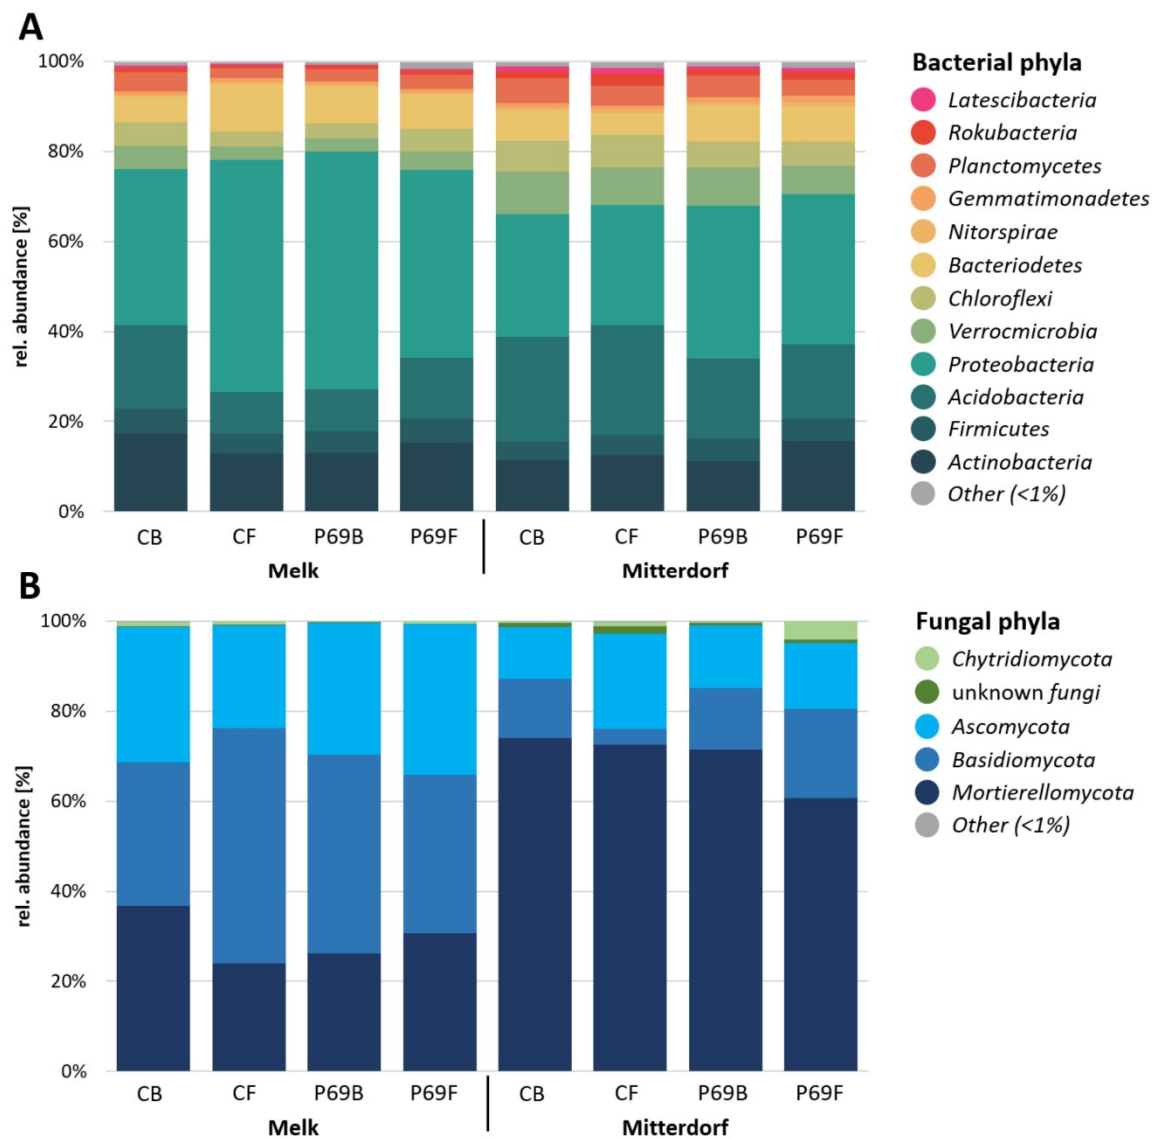 A
100%
80%
60%
40%
20%
0%
rel. abundance [%]
CB CF P69B P69F CB CF P69B P69F
Melk Mitterdorf
Bacterial phyla
Latescibacteria
Rokubacteria
Planctomycetes
Gemmatimonadetes
Nitorspirae
Bacteriodetes
Chloroflexi
Verrocmicrobia
Proteobacteria
Acidobacteria
Firmicutes
Actinobacteria
Other (<1%)
B
100%
80%
60%
40%
20%
0%
rel. abundance [%]
CB CF P69B P69F CB CF P69B P69F
Melk Mitterdorf
Fungal phyla
Chytridiomycota
unknown fungi
Ascomycota
Basidiomycota
Mortierellomycota
Other (<1%)